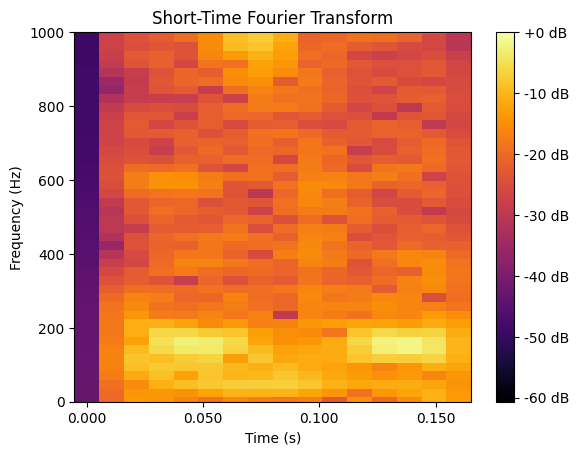 Short-Time Fourier Transform
1000
800
600
400
200
0
Frequency (Hz)
0.000
0.050
0.100
0.150
Time (s)
+0 dB
-10 dB
-20 dB
-30 dB
-40 dB
-50 dB
-60 dB